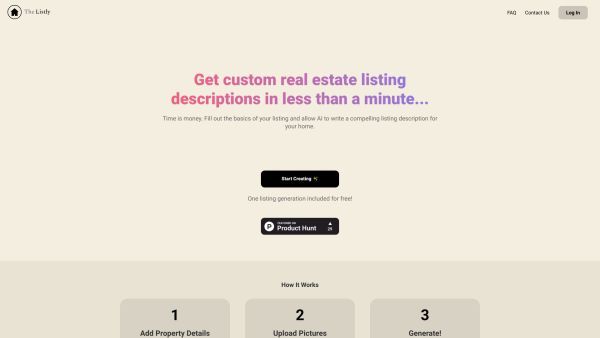 The Listly
FAQ
Contact Us
Log In
Get custom real estate listing
descriptions in less than a minute...
Time is money. Fill out the basics of your listing and allow AI to write a compelling listing description for
your home.
Start Creating ✨
One listing generation included for free!
FEATURED ON
Product Hunt
▲
29
How It Works
1
Add Property Details
2
Upload Pictures
3
Generate!